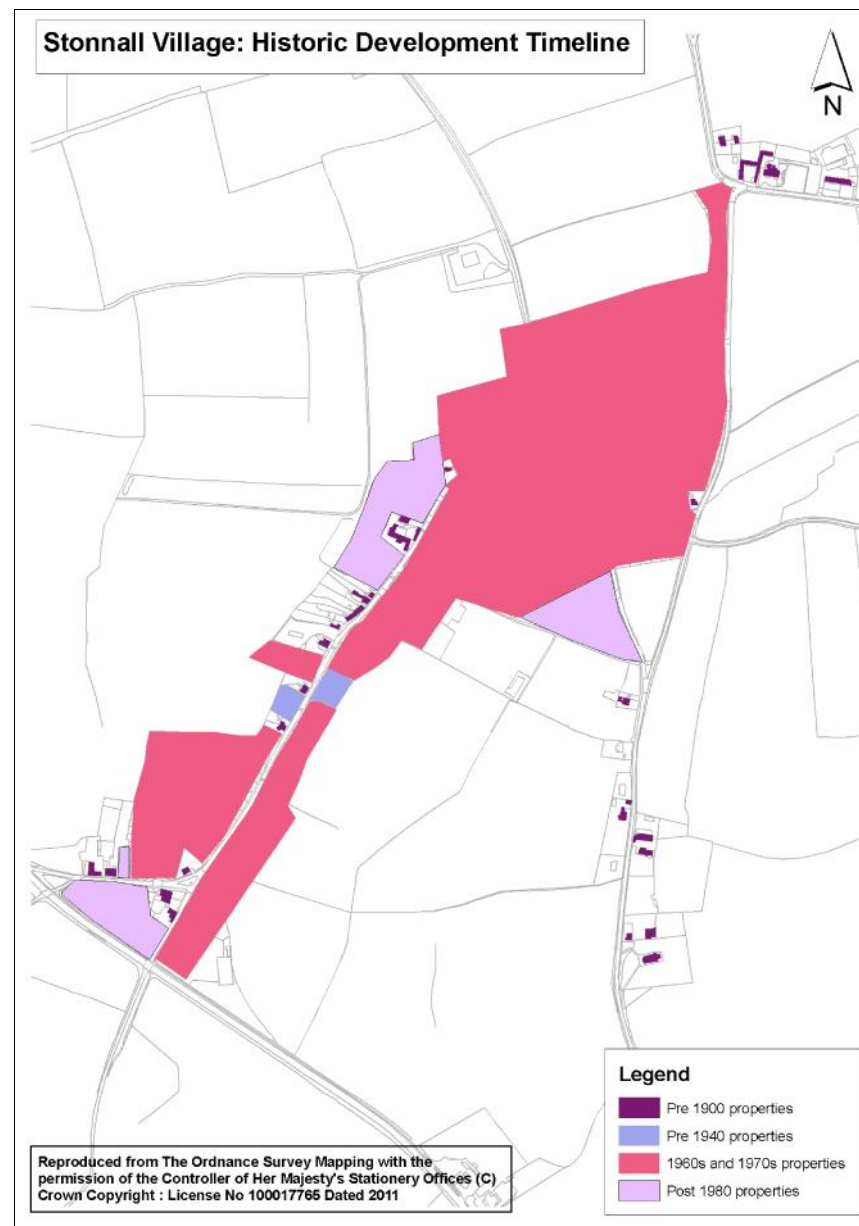 Stonnall Village: Historic Development Timeline
N
Legend
Pre 1900 properties
Pre 1940 properties
1960s and 1970s properties
Post 1980 properties
Reproduced from The Ordnance Survey Mapping with the
permission of the Controller of Her Majesty's Stationery Offices (C)
Crown Copyright : License No 100017765 Dated 2011